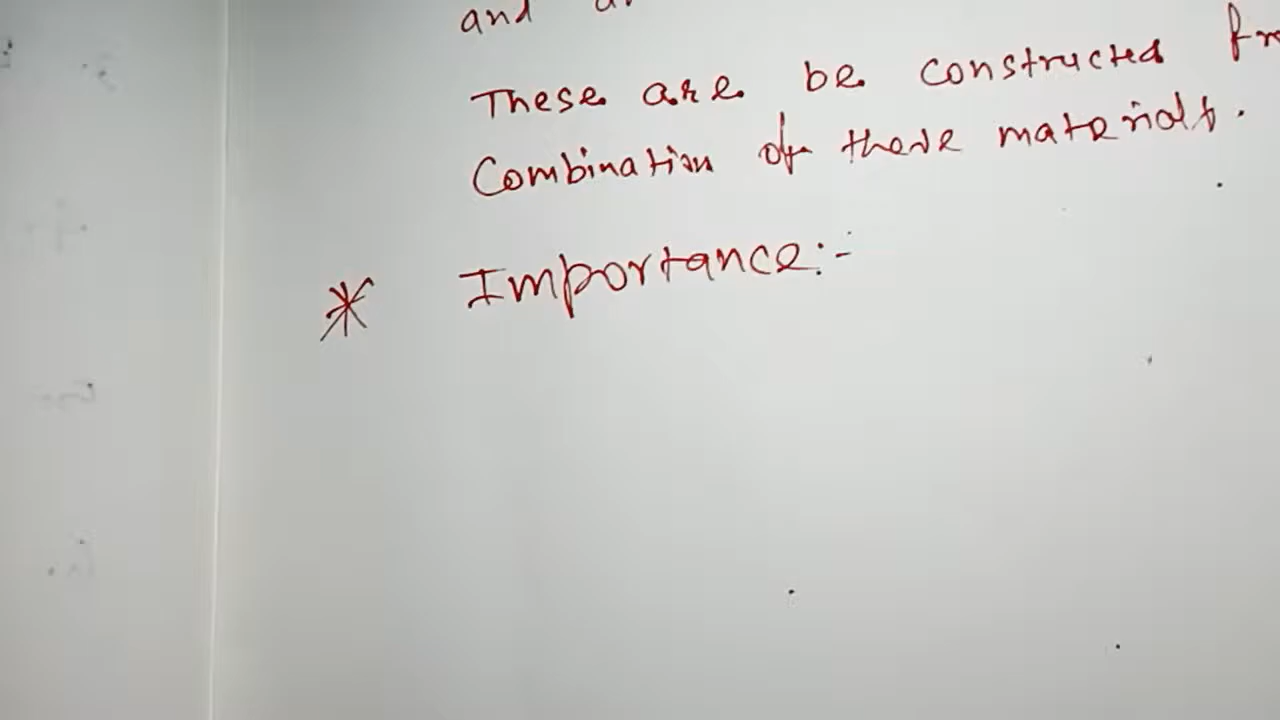 and
These are be constructed
Combination of these materials.
* Importance:-